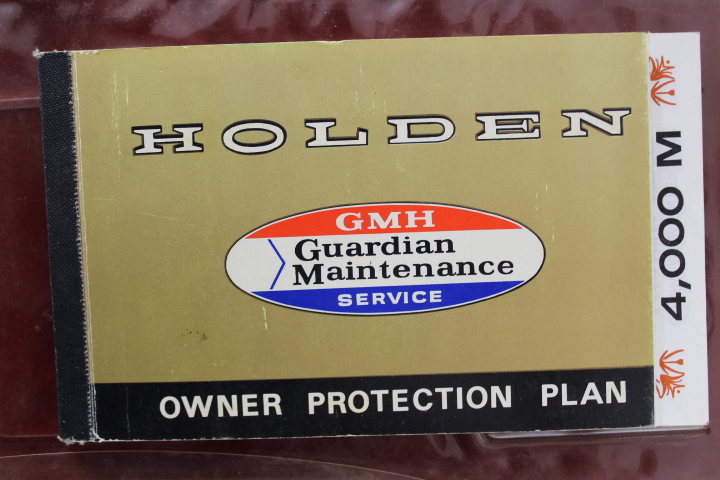 HOLDEN
GMH
Guardian
Maintenance
SERVICE
OWNER PROTECTION PLAN
4,000 M